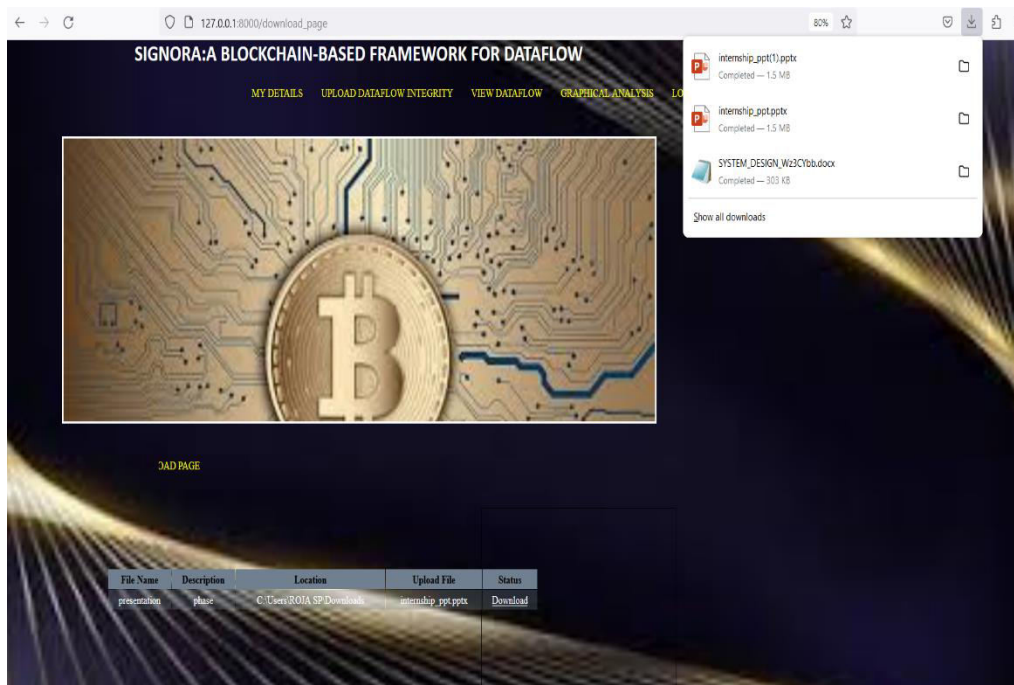 127.0.0.1:8000/download_page
80%
SIGNORA:A BLOCKCHAIN-BASED FRAMEWORK FOR DATAFLOW
MY DETAILS UPLOAD DATAFLOW INTEGRITY VIEW DATAFLOW GRAPHICAL ANALYSIS LO
internship_ppt(1).pptx
Completed — 1.5 MB
internship_ppt.pptx
Completed — 1.5 MB
SYSTEM_DESIGN_Wz3CYbb.docx
Completed — 303 KB
Show all downloads
OAD PAGE
File Name Description Location Upload File Status
presentation phase C:\Users\ROJA SP\Downloads internship_ppt.pptx Download